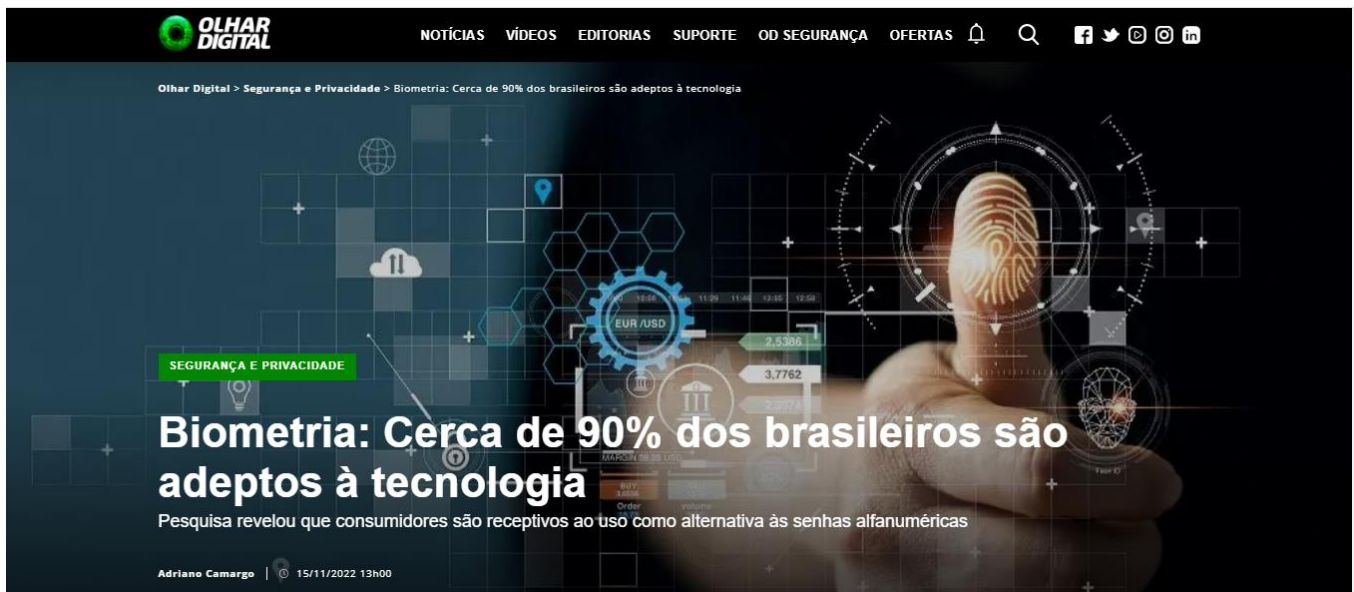 OLHAR
DIGITAL
NOTÍCIAS VÍDEOS EDITORIAS SUPORTE OD SEGURANÇA OFERTAS
Olhar Digital > Segurança e Privacidade > Biometria: Cerca de 90% dos brasileiros são adeptos à tecnologia
EUR /USD
2,5386
3,7762
SEGURANÇA E PRIVACIDADE
Biometria: Cerca de 90% dos brasileiros são
adeptos à tecnologia
BUY
Order
Pesquisa revelou que consumidores são receptivos ao uso como alternativa às senhas alfanuméricas
Adriano Camargo | 15/11/2022 13h00